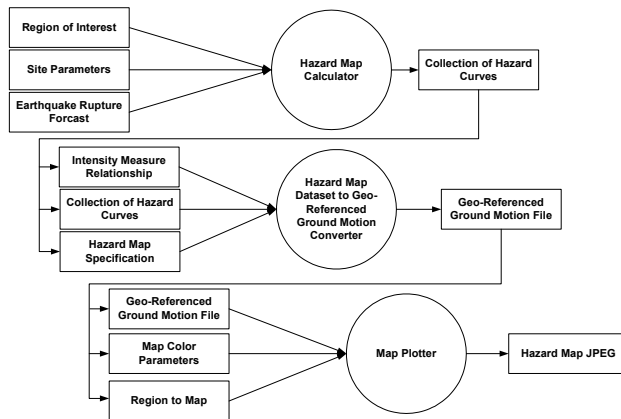 Region of Interest
Site Parameters
Earthquake Rupture
Forcast
Hazard Map
Calculator
Collection of Hazard
Curves
Intensity Measure
Relationship
Collection of Hazard
Curves
Hazard Map
Specification
Hazard Map
Dataset to Geo-
Referenced
Ground Motion
Converter
Geo-Referenced
Ground Motion File
Geo-Referenced
Ground Motion File
Map Color
Parameters
Region to Map
Map Plotter
Hazard Map JPEG